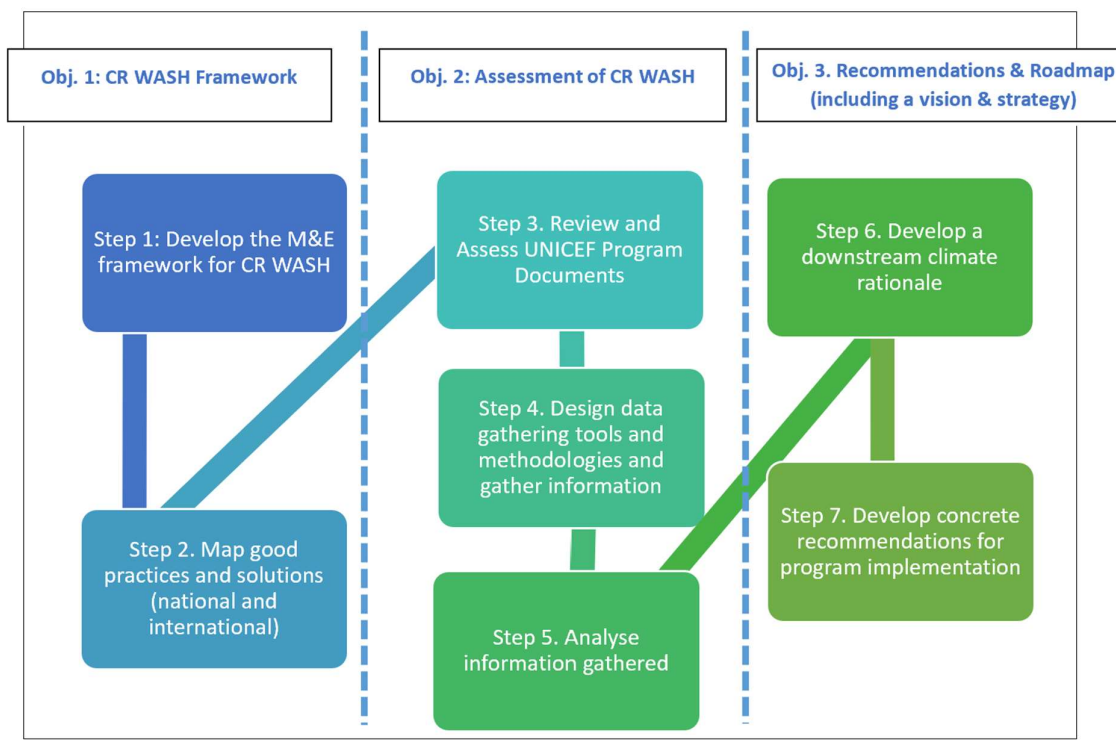 Obj. 1: CR WASH Framework
Obj. 2: Assessment of CR WASH
Obj. 3. Recommendations & Roadmap
(including a vision & strategy)
Step 1: Develop the M&E
framework for CR WASH
Step 2. Map good
practices and solutions
(national and
international)
Step 3. Review and
Assess UNICEF Program
Documents
Step 4. Design data
gathering tools and
methodologies and
gather information
Step 5. Analyse
information gathered
Step 6. Develop a
downstream climate
rationale
Step 7. Develop concrete
recommendations for
program implementation